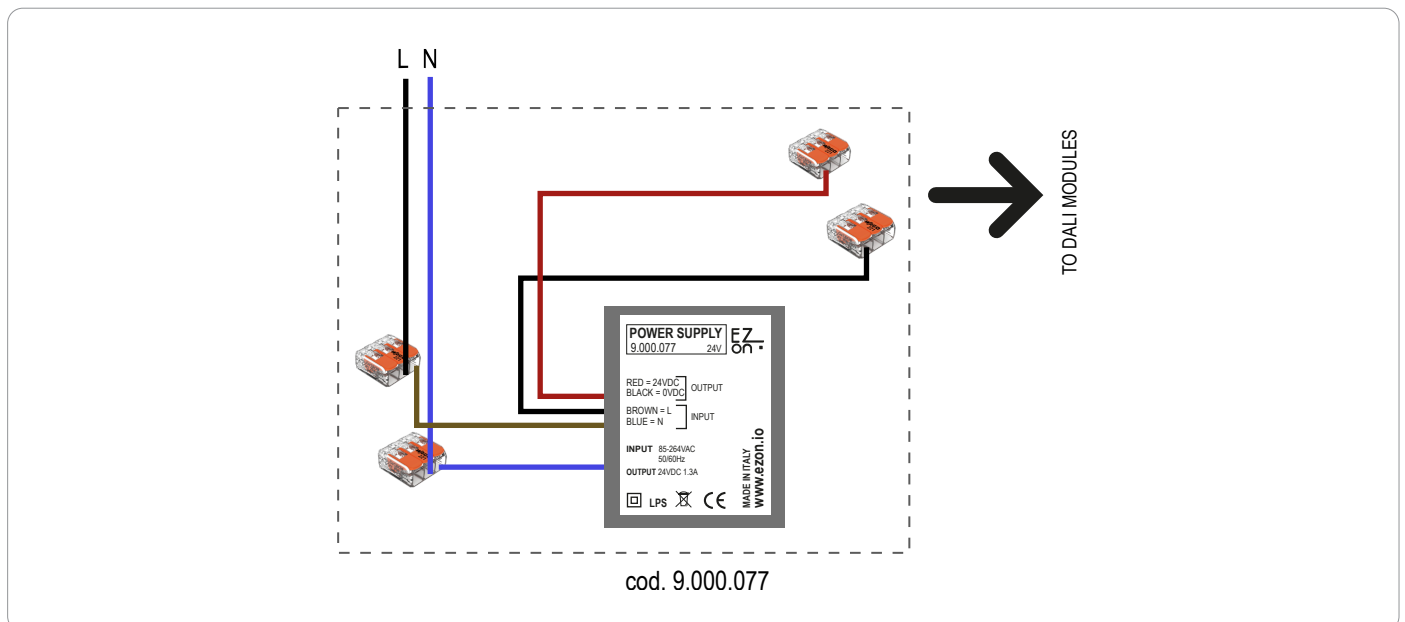 L N
TO DALI MODULES
POWER SUPPLY
9.000.077 24V
EZ
on.
RED = 24VDC
BLACK = 0VDC
OUTPUT
BROWN = L
BLUE = N
INPUT
INPUT 85-264VAC
50/60Hz
OUTPUT 24VDC 1.3A
LPS
CE
MADE IN ITALY
www.ezon.io
cod. 9.000.077